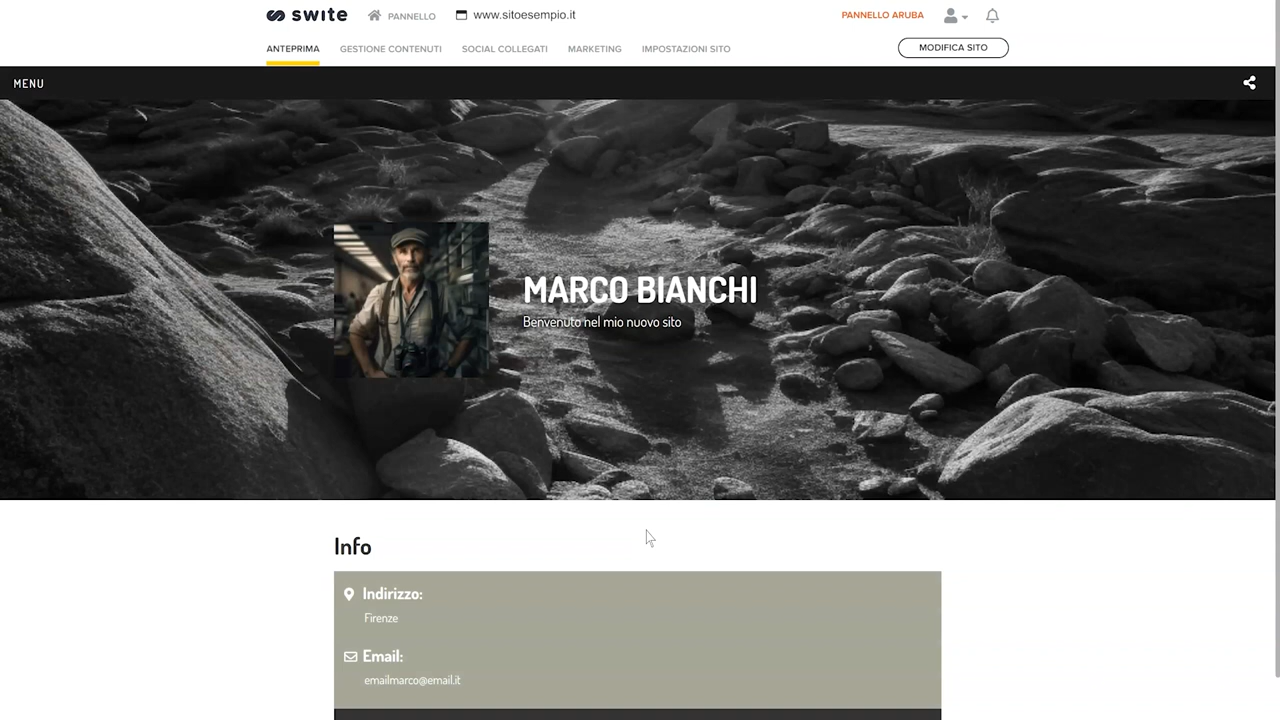 swite
PANNELLO
www.sitoesempio.it
PANNELLO ARUBA
ANTEPRIMA
GESTIONE CONTENUTI
SOCIAL COLLEGATI
MARKETING
IMPOSTAZIONI SITO
MODIFICA SITO
MENU
MARCO BIANCHI
Benvenuto nel mio nuovo sito
Info
Indirizzo:
Firenze
Email:
emailmarco@email.it